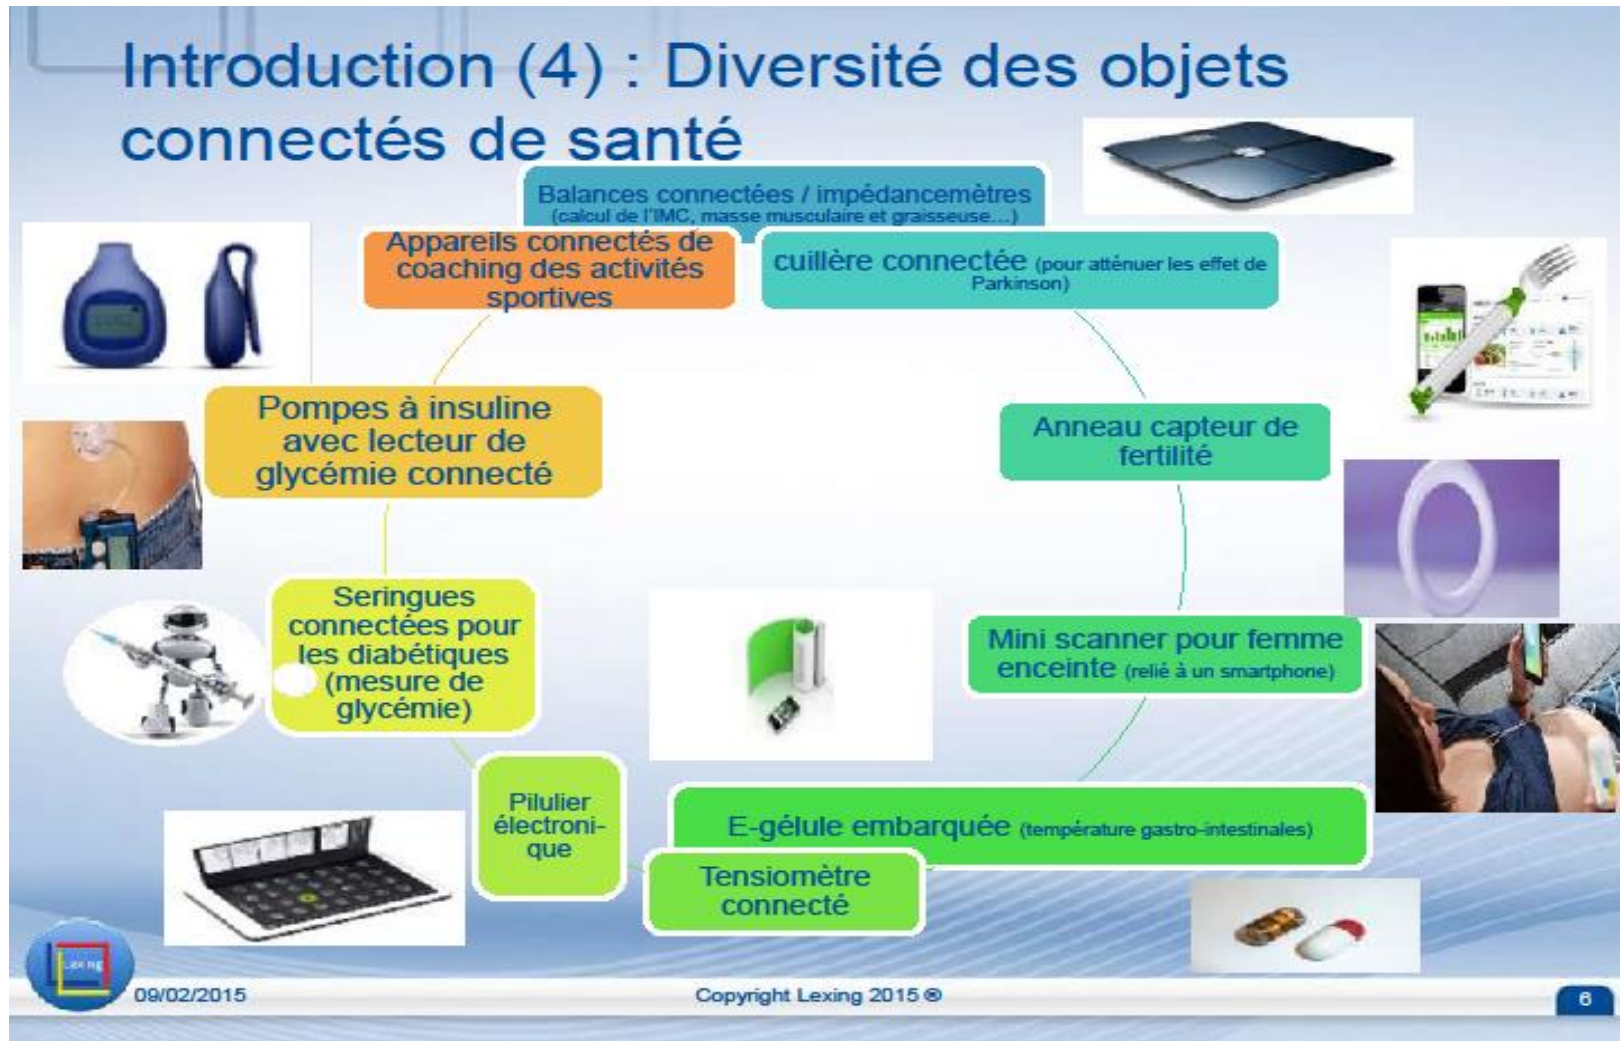 Introduction (4) : Diversité des objets
connectés de santé
Balances connectées / impédancemètres
(calcul de l'IMC, masse musculaire et graisseuse…)
Appareils connectés de
coaching des activités
sportives
cuillère connectée (pour atténuer les effet de
Parkinson)
Pompes à insuline
avec lecteur de
glycémie connecté
Anneau capteur de
fertilité
Seringues
connectées pour
les diabétiques
(mesure de
glycémie)
Mini scanner pour femme
enceinte (relié à un smartphone)
Pilulier
électroni-
que
E-gélule embarquée (température gastro-intestinales)
Tensiomètre
connecté
Lexing
09/02/2015
Copyright Lexing 2015 ®
6